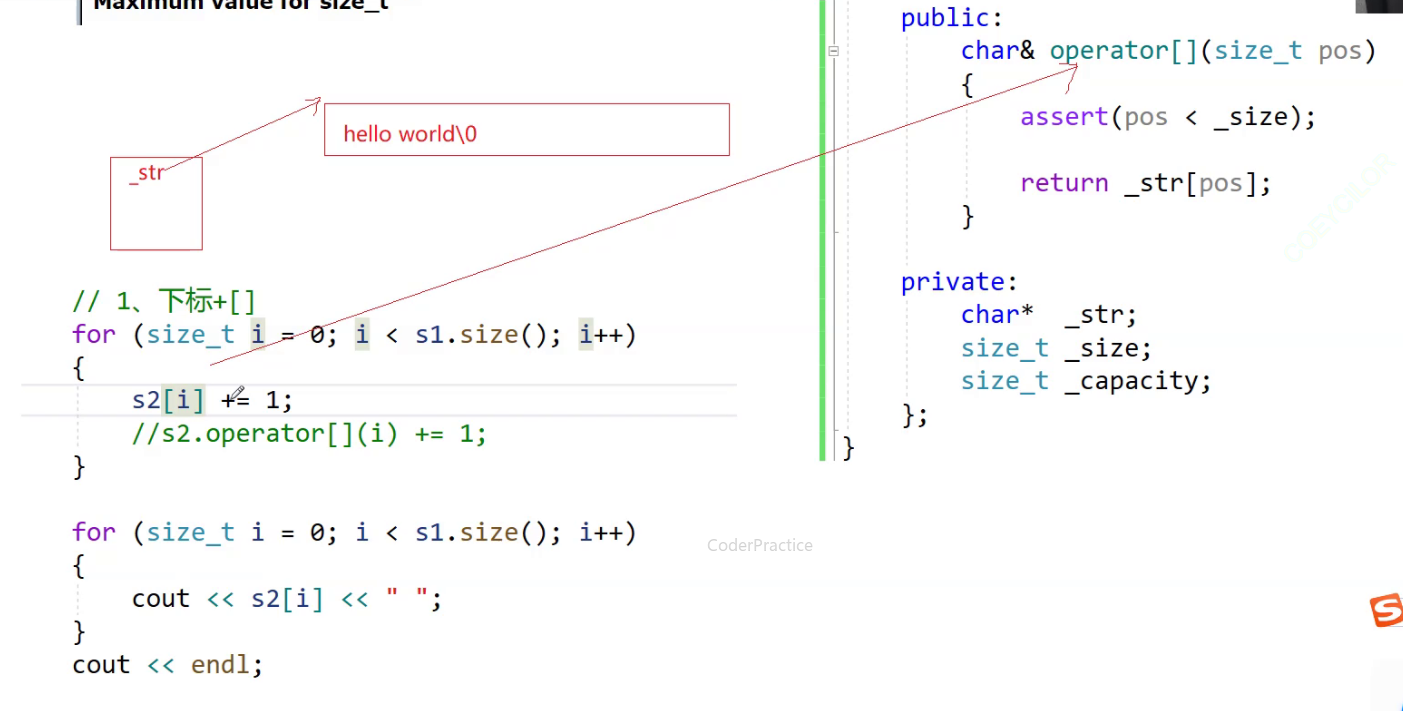 Maximum value for size_t
hello world\0
_str
// 1、下标+[]
for (size_t i = 0; i < s1.size(); i++)
{
s2[i] += 1;
//s2.operator[](i) += 1;
}
for (size_t i = 0; i < s1.size(); i++)
{
cout << s2[i] << " ";
}
cout << endl;
public:
char& operator[](size_t pos)
{
assert(pos < _size);
return _str[pos];
}
private:
char* _str;
size_t _size;
size_t _capacity;
};
}
CoderPractice